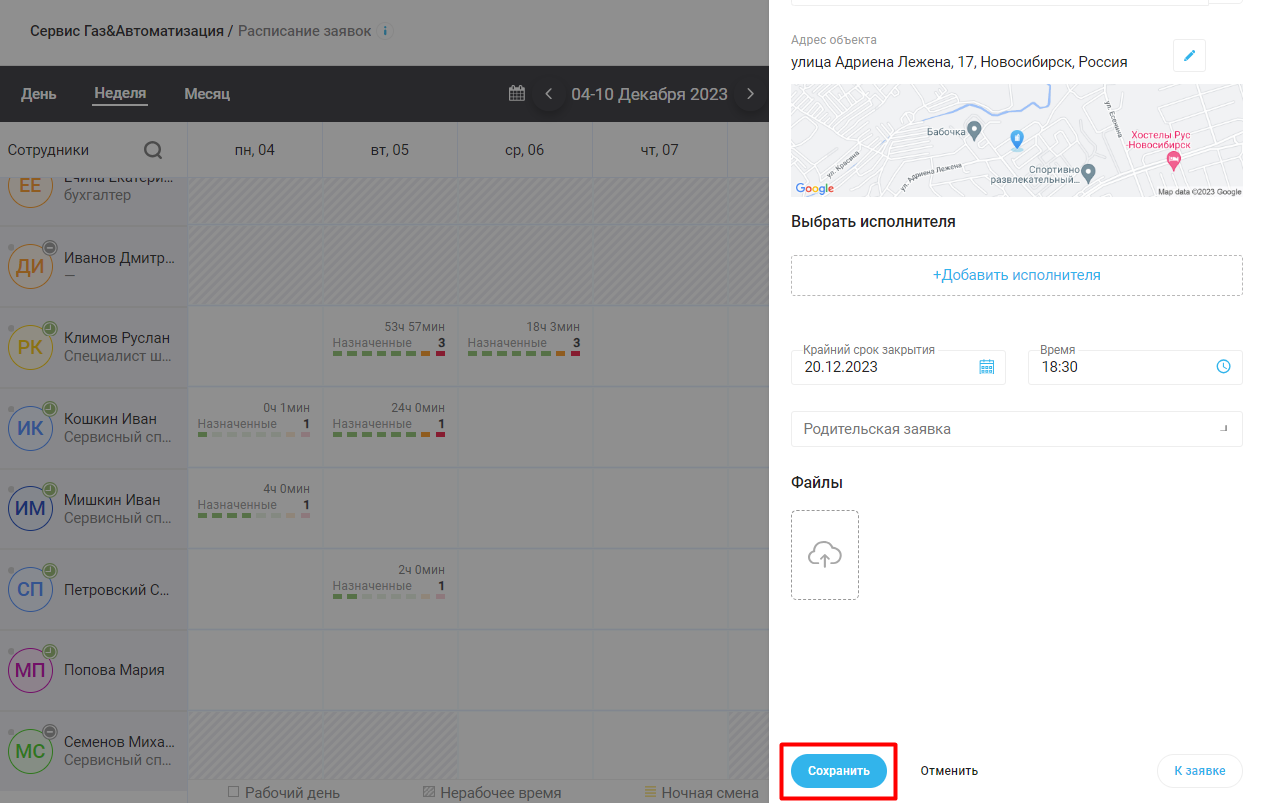 Сервис Газ&Автоматизация / Расписание заявок i
День Неделя Месяц 04-10 Декабря 2023
Сотрудники пн, 04 вт, 05 ср, 06 чт, 07
ЕЕ Ечина Екатери...
бухгалтер
ДИ Иванов Дмитр...
—
РК Климов Руслан
Специалист ш...
53ч 57мин
Назначенные 3
18ч 3мин
Назначенные 3
ИК Кошкин Иван
Сервисный сп...
0ч 1мин
Назначенные 1
24ч 0мин
Назначенные 1
ИМ Мишкин Иван
Сервисный сп...
4ч 0мин
Назначенные 1
СП Петровский С...
2ч 0мин
Назначенные 1
МП Попова Мария
МС Семенов Миха...
Сервисный сп...
Рабочий день Нерабочее время Ночная смена
Адрес объекта
улица Адриена Лежена, 17, Новосибирск, Россия
Бабочка
ул. Есенина
Хостелы Рус
-Новосибирск
ул. Красина
ул. Адриена Лежена
Спортивно
развлекательный...
Google
Map data ©2023 Google
Выбрать исполнителя
+Добавить исполнителя
Крайний срок закрытия
20.12.2023
Время
18:30
Родительская заявка
Файлы
Сохранить Отменить К заявке